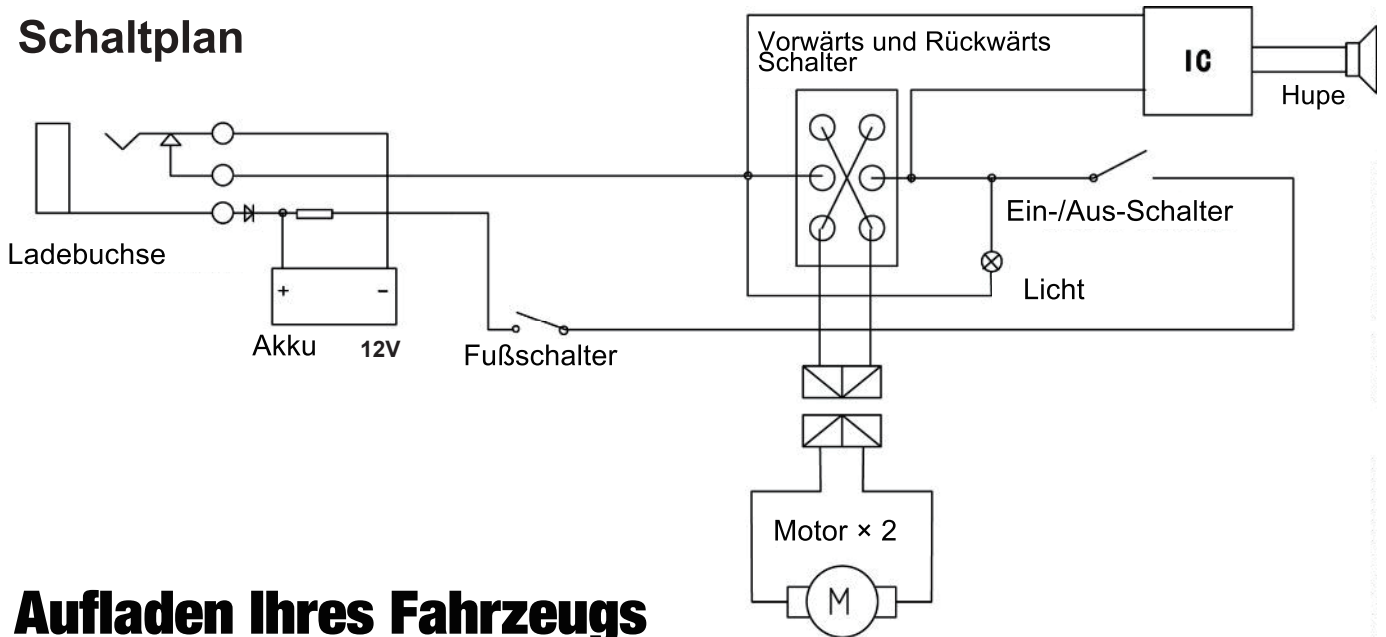 Schaltplan
Vorwärts und Rückwärts
Schalter
IC
Hupe
Ein-/Aus-Schalter
Ladebuchse
+ −
Licht
Akku 12V
Fußschalter
Motor × 2
M
Aufladen Ihres Fahrzeugs